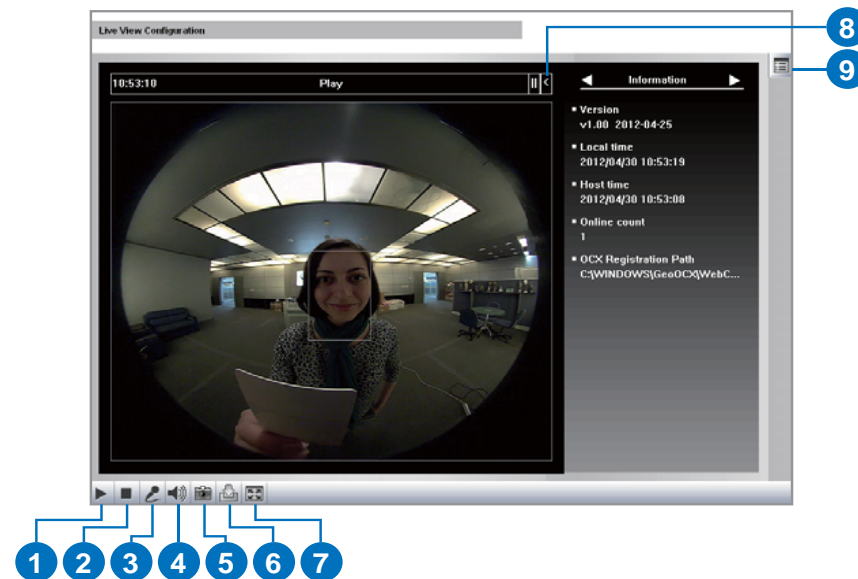 Live View Configuration
8
9
10:53:10 Play
Information
Version
v1.00 2012-04-25
Local time
2012/04/30 10:53:19
Host time
2012/04/30 10:53:08
Online count
1
OCX Registration Path
C:\WINDOWS\GeoOCX\WebC...
1 2 3 4 5 6 7